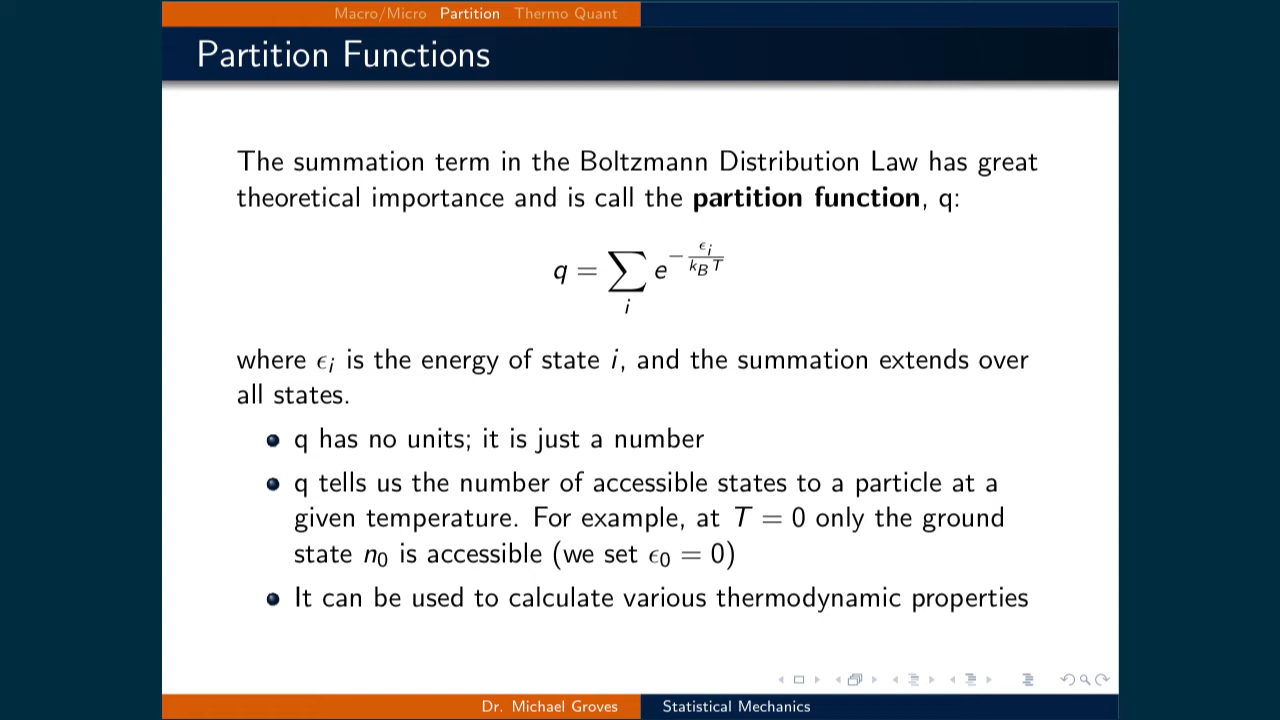 Macro/Micro Partition Thermo Quant
Partition Functions
The summation term in the Boltzmann Distribution Law has great
theoretical importance and is call the partition function, q:
q = ∑_i e^{-\frac{ϵ_i}{k_B T}}
where ϵ_i is the energy of state i, and the summation extends over
all states.
q has no units; it is just a number
q tells us the number of accessible states to a particle at a
given temperature. For example, at T = 0 only the ground
state n_0 is accessible (we set ϵ_0 = 0)
It can be used to calculate various thermodynamic properties
Dr. Michael Groves Statistical Mechanics